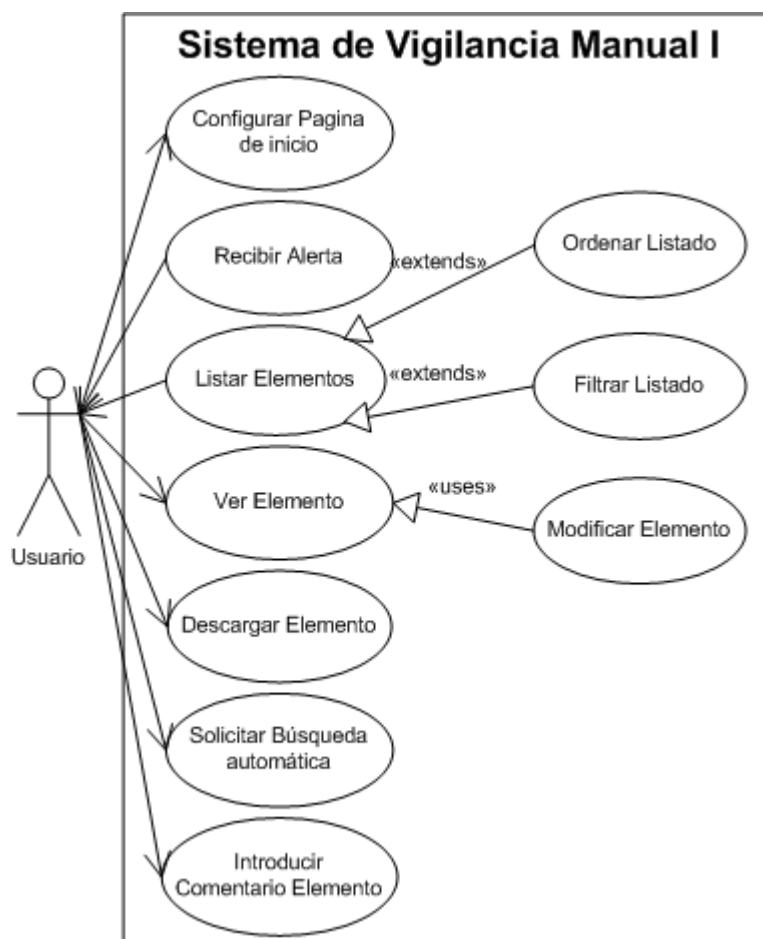 Sistema de Vigilancia Manual I
Configurar Pagina
de inicio
Recibir Alerta
«extends»
Ordenar Listado
Listar Elementos
«extends»
Filtrar Listado
Ver Elemento
«uses»
Modificar Elemento
Usuario
Descargar Elemento
Solicitar Búsqueda
automática
Introducir
Comentario Elemento